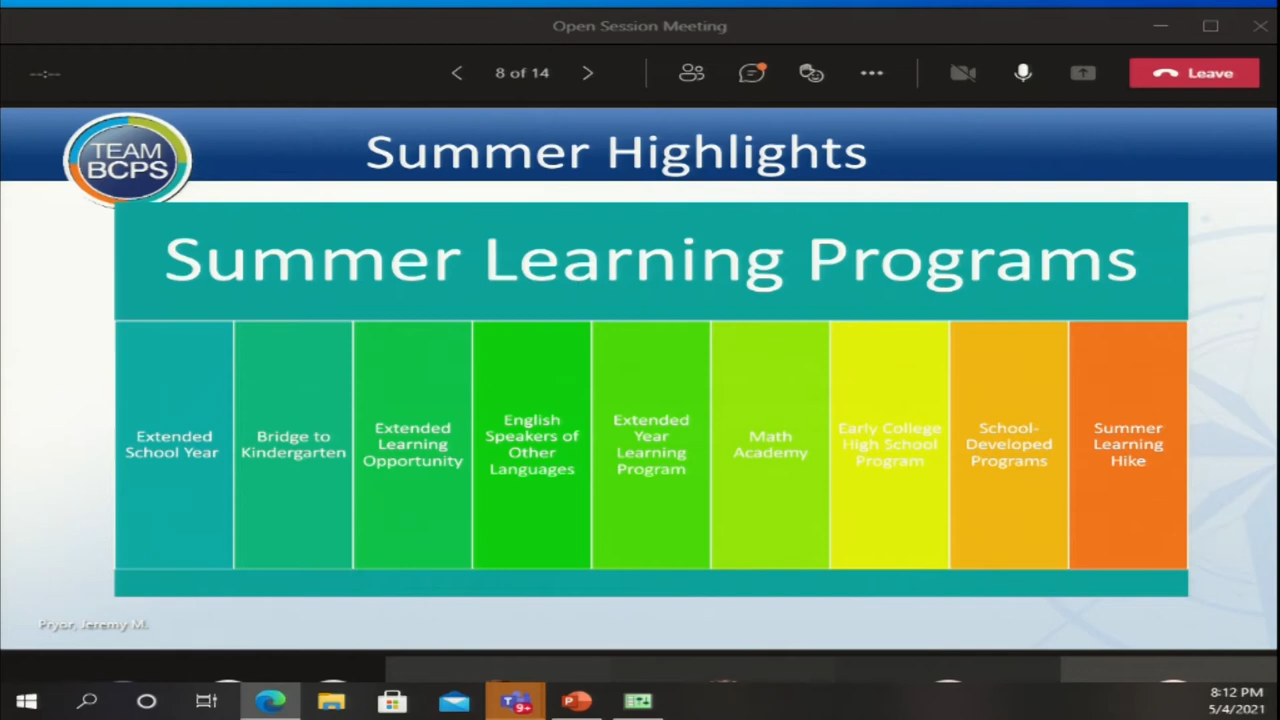 Open Session Meeting
--:--
8 of 14
Leave
TEAM
BCPS
Summer Highlights
Summer Learning Programs
Extended
School Year
Bridge to
Kindergarten
Extended
Learning
Opportunity
English
Speakers of
Other
Languages
Extended
Year
Learning
Program
Math
Academy
Early College
High School
Program
School-
Developed
Programs
Summer
Learning
Hike
Pryor, Jeremy M.
9+
8:12 PM
5/4/2021